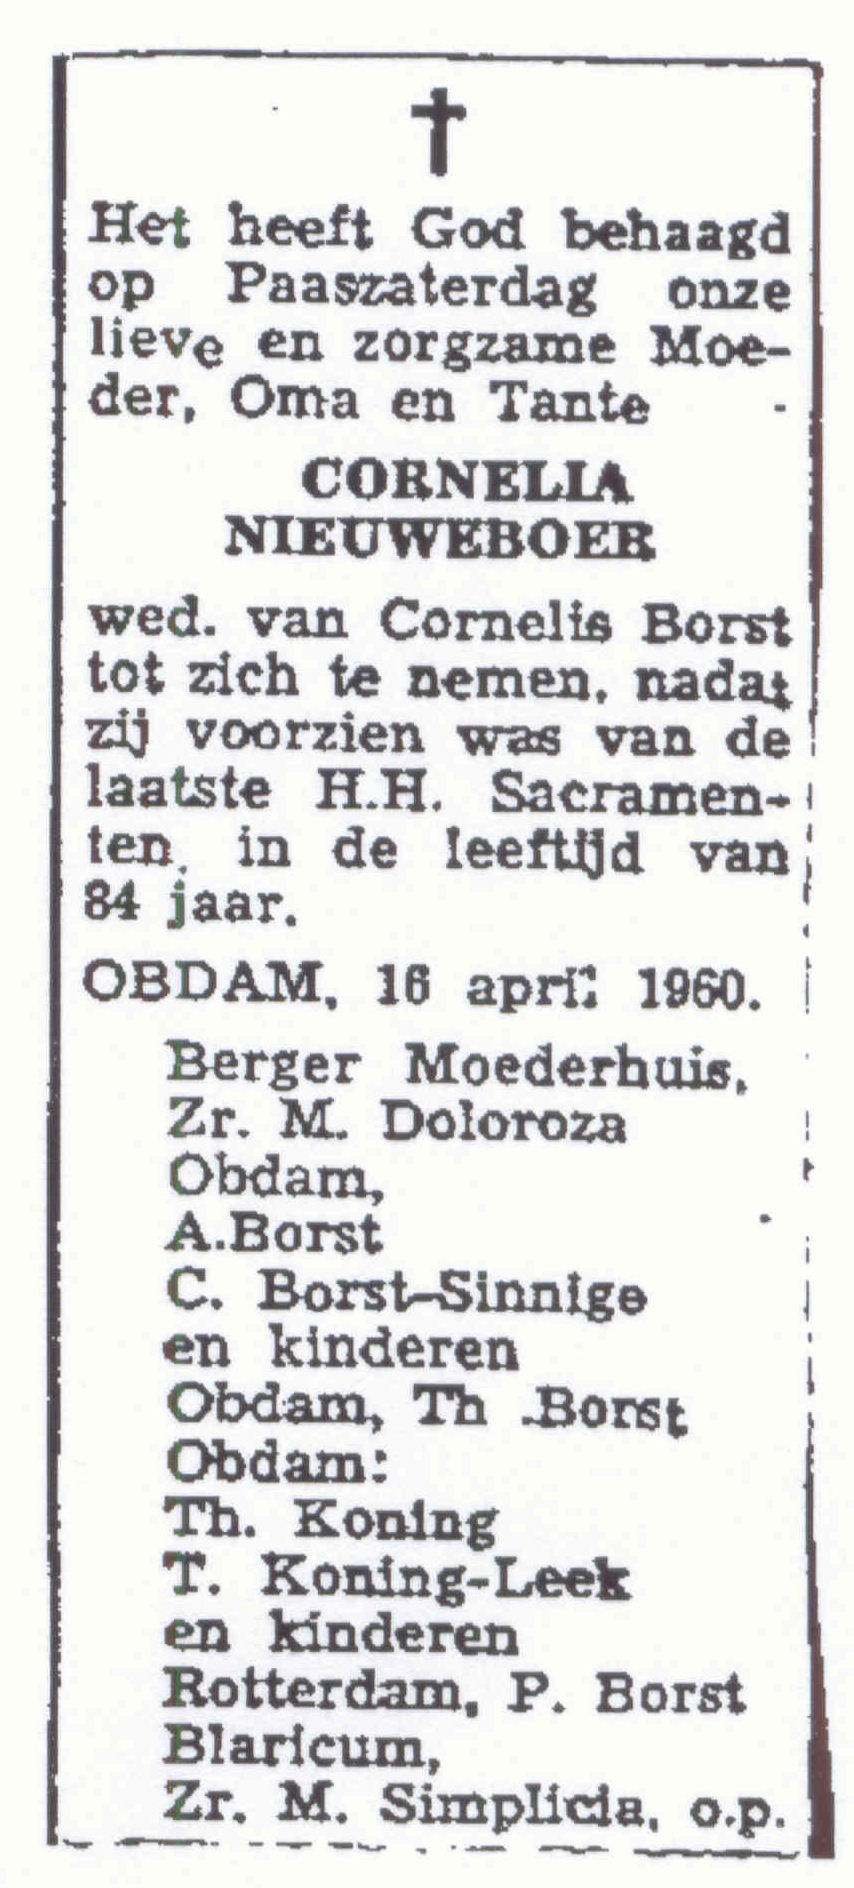 Het heeft God behaagd
op Paaszaterdag onze
lieve en zorgzame Moe-
der, Oma en Tante
CORNELIA
NIEUWEBOER
wed. van Cornelis Borst
tot zich te nemen, nadat
zij voorzien was van de
laatste H.H. Sacramen-
ten, in de leeftijd van
84 jaar.
OBDAM, 16 april 1960.
Berger Moederhuis,
Zr. M. Doloroza
Obdam,
A.Borst
C. Borst-Sinnige
en kinderen
Obdam, Th .Borst
Obdam:
Th. Koning
T. Koning-Leek
en kinderen
Rotterdam, P. Borst
Blaricum,
Zr. M. Simplicia, o.p.